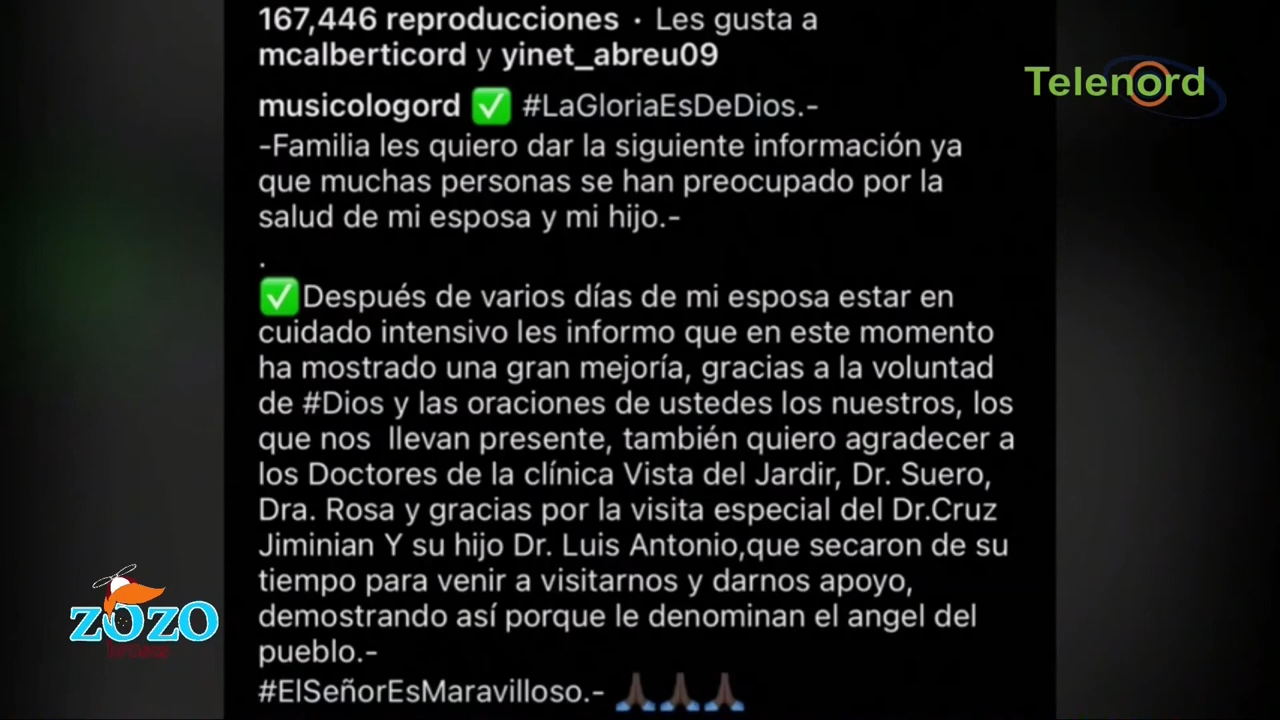 167,446 reproducciones · Les gusta a
mcalberticord y yinet_abreu09
Telenord
musicologord ✅ #LaGloriaEsDeDios.-
-Familia les quiero dar la siguiente información ya
que muchas personas se han preocupado por la
salud de mi esposa y mi hijo.-
.
✅Después de varios días de mi esposa estar en
cuidado intensivo les informo que en este momento
ha mostrado una gran mejoría, gracias a la voluntad
de #Dios y las oraciones de ustedes los nuestros, los
que nos llevan presente, también quiero agradecer a
los Doctores de la clínica Vista del Jardir, Dr. Suero,
Dra. Rosa y gracias por la visita especial del Dr.Cruz
Jiminian Y su hijo Dr. Luis Antonio,que secaron de su
tiempo para venir a visitarnos y darnos apoyo,
demostrando así porque le denominan el angel del
pueblo.-
#ElSeñorEsMaravilloso.- 🙏🏿🙏🏿🙏🏿
zozo